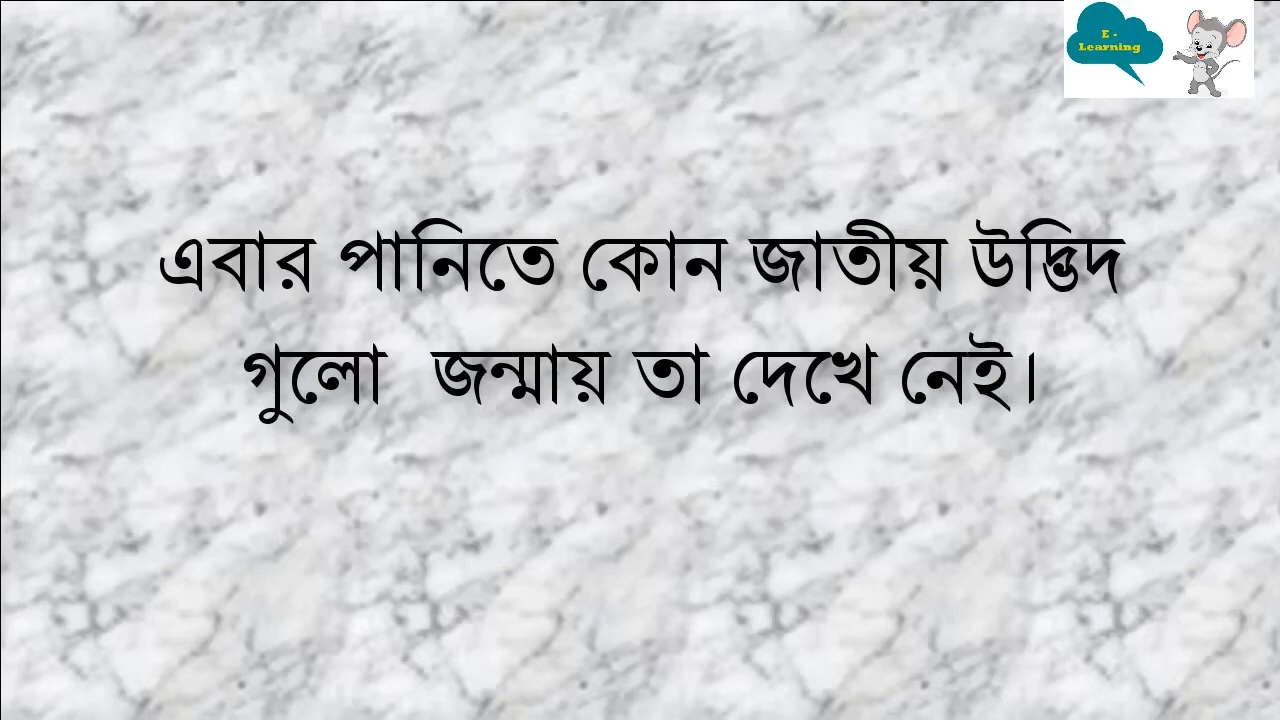 E -
Learning
এবার পানিতে কোন জাতীয় উদ্ভিদ
গুলো  জন্মায় তা দেখে নেই।